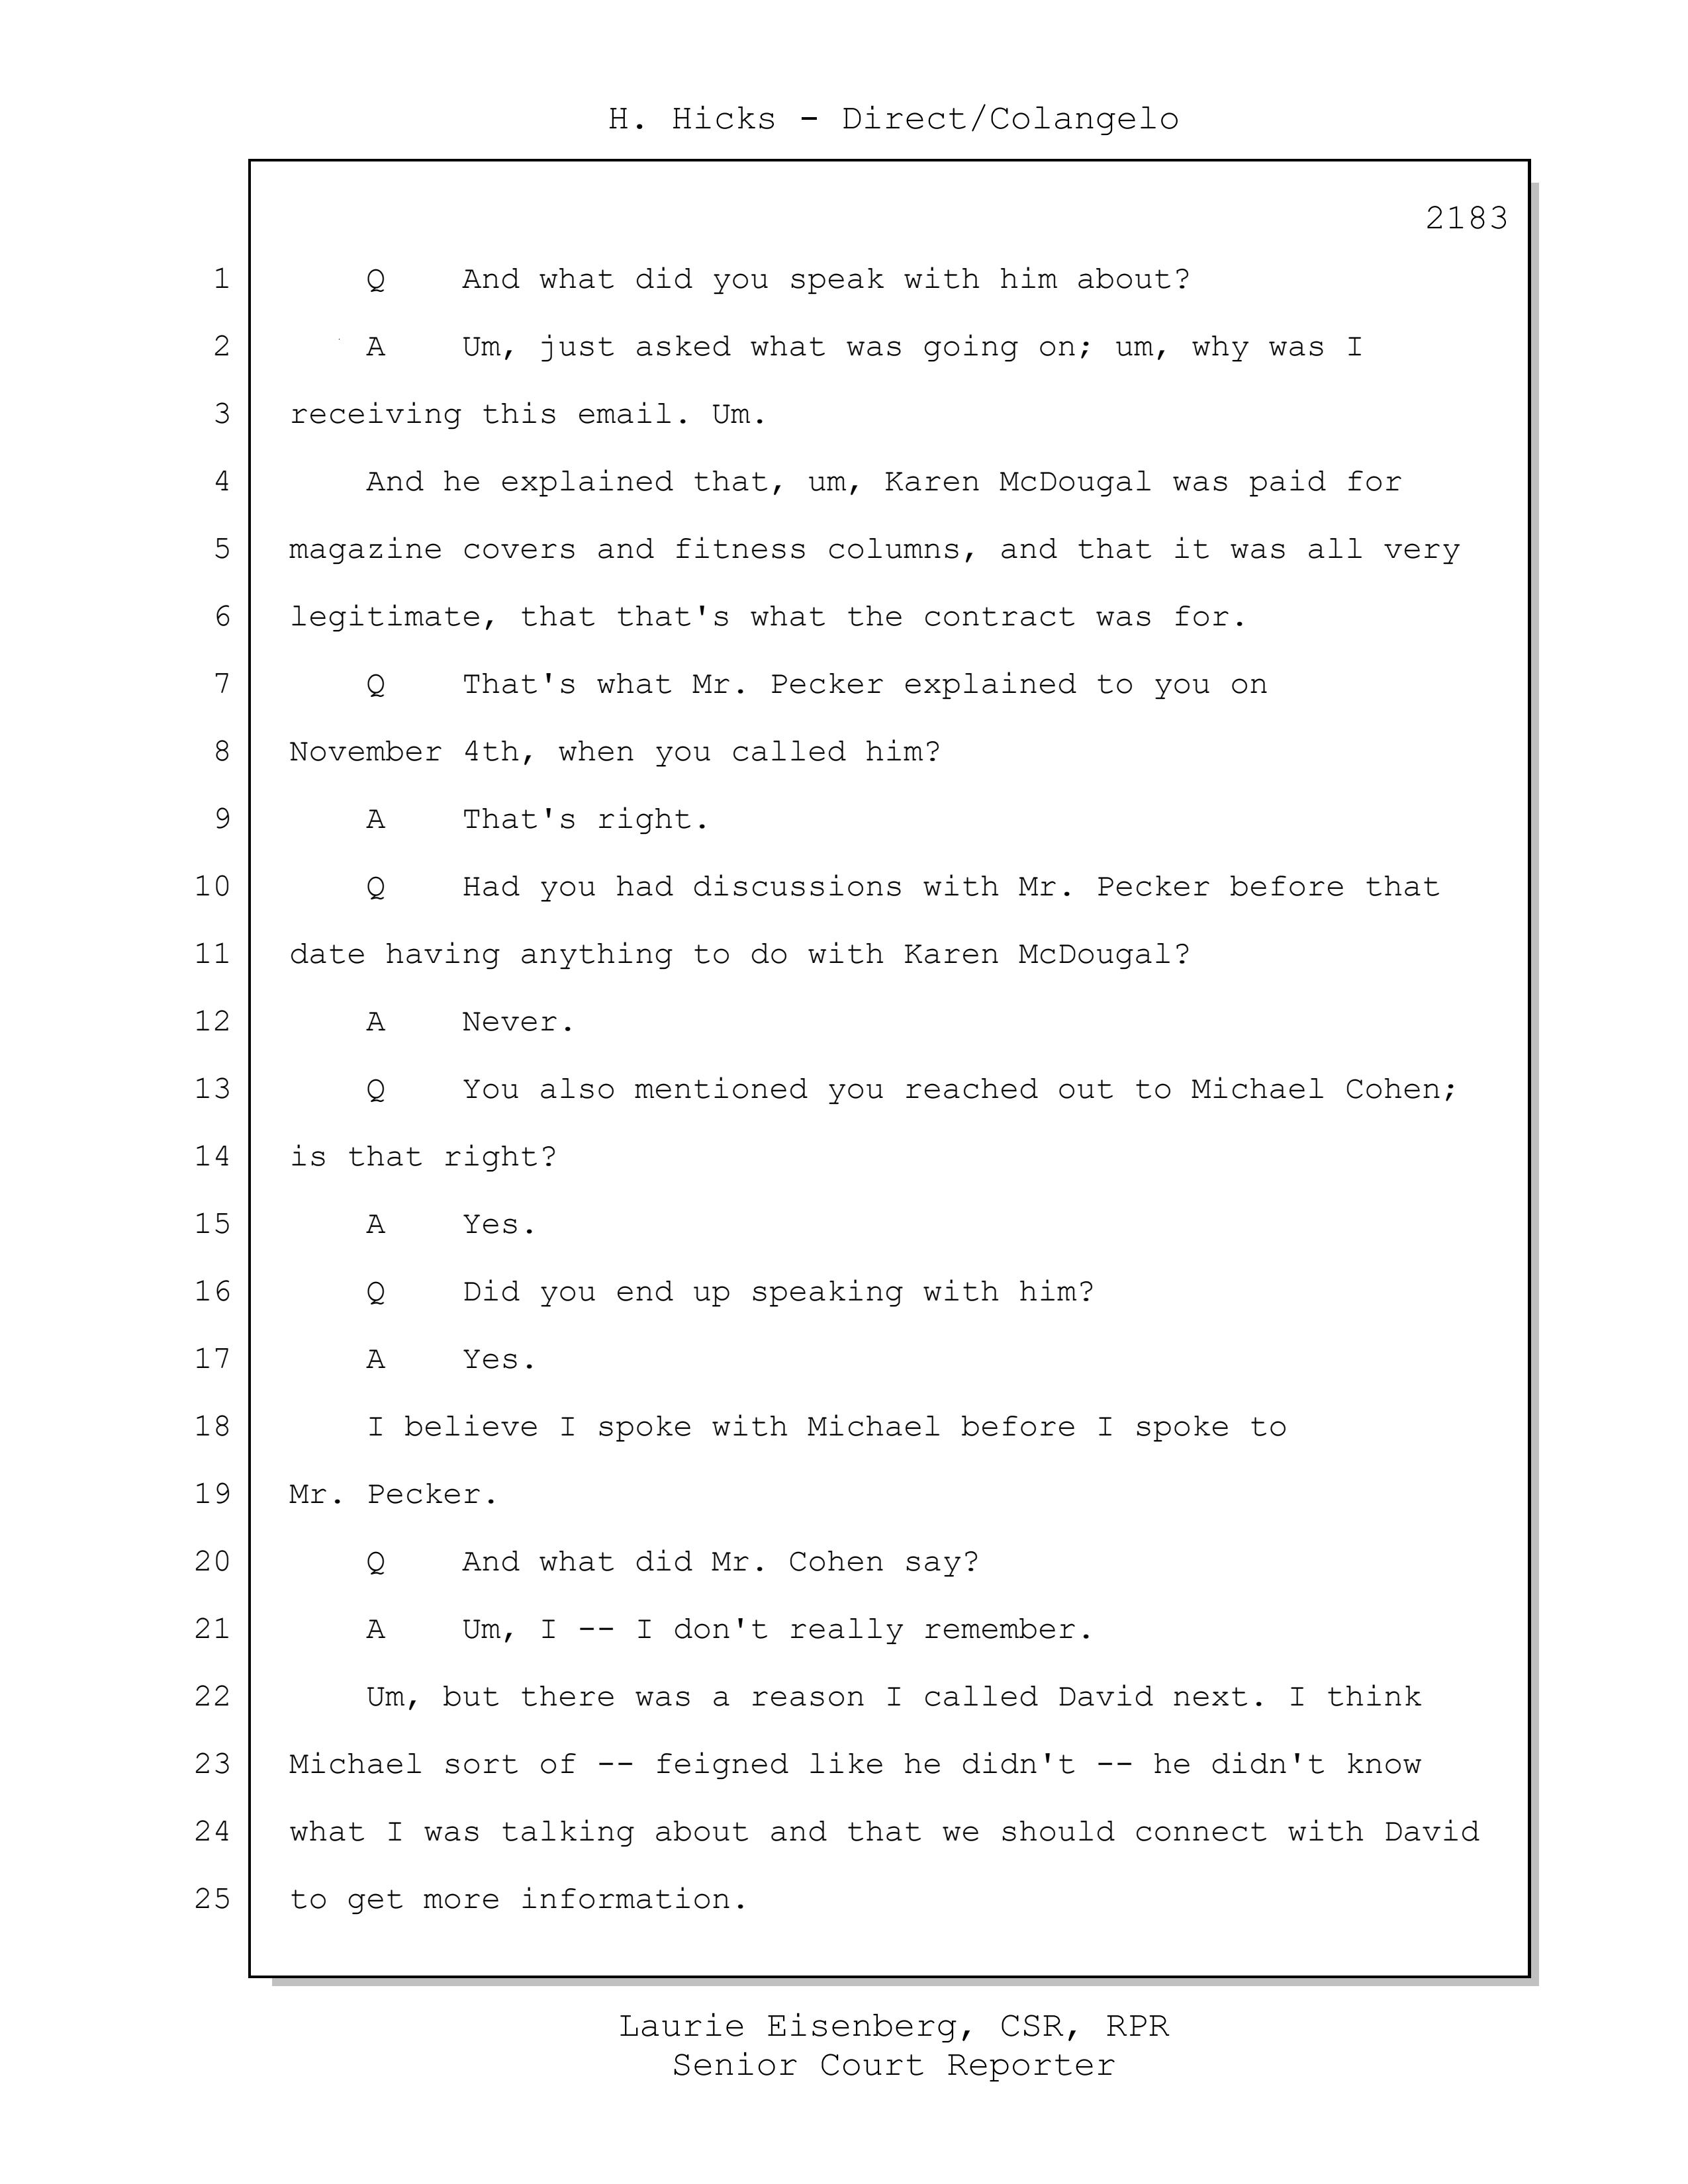 H. Hicks - Direct/Colangelo
2183
1 Q And what did you speak with him about?
2 A Um, just asked what was going on; um, why was I
3 receiving this email. Um.
4 And he explained that, um, Karen McDougal was paid for
5 magazine covers and fitness columns, and that it was all very
6 legitimate, that that's what the contract was for.
7 Q That's what Mr. Pecker explained to you on
8 November 4th, when you called him?
9 A That's right.
10 Q Had you had discussions with Mr. Pecker before that
11 date having anything to do with Karen McDougal?
12 A Never.
13 Q You also mentioned you reached out to Michael Cohen;
14 is that right?
15 A Yes.
16 Q Did you end up speaking with him?
17 A Yes.
18 I believe I spoke with Michael before I spoke to
19 Mr. Pecker.
20 Q And what did Mr. Cohen say?
21 A Um, I -- I don't really remember.
22 Um, but there was a reason I called David next. I think
23 Michael sort of -- feigned like he didn't -- he didn't know
24 what I was talking about and that we should connect with David
25 to get more information.
Laurie Eisenberg, CSR, RPR
Senior Court Reporter